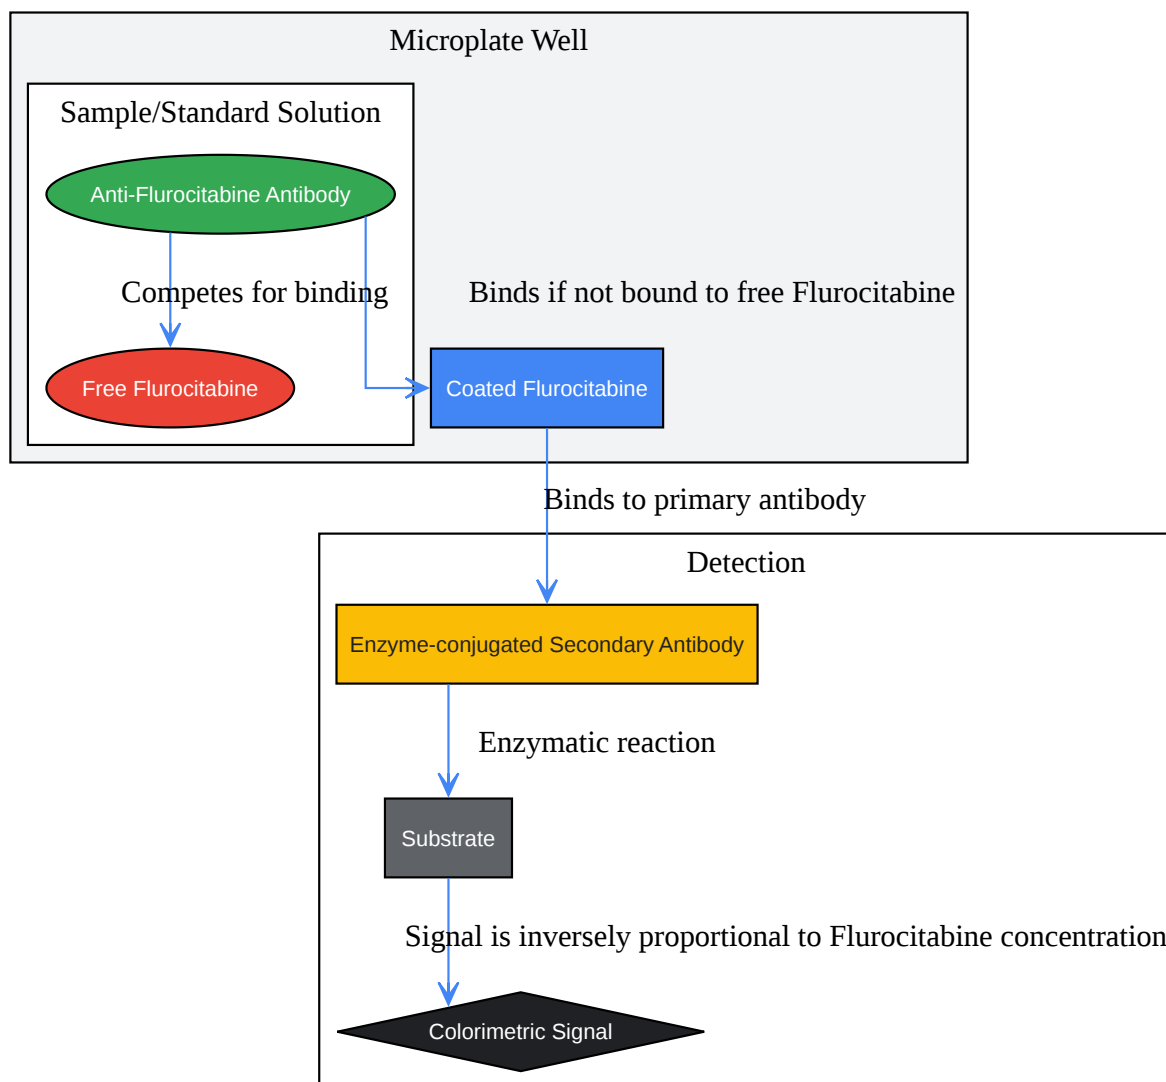 Microplate Well
Sample/Standard Solution
Anti-Flurocitabine Antibody
Competes for binding
Binds if not bound to free Flurocitabine
Free Flurocitabine
Coated Flurocitabine
Binds to primary antibody
Detection
Enzyme-conjugated Secondary Antibody
Enzymatic reaction
Substrate
Signal is inversely proportional to Flurocitabine concentration
Colorimetric Signal